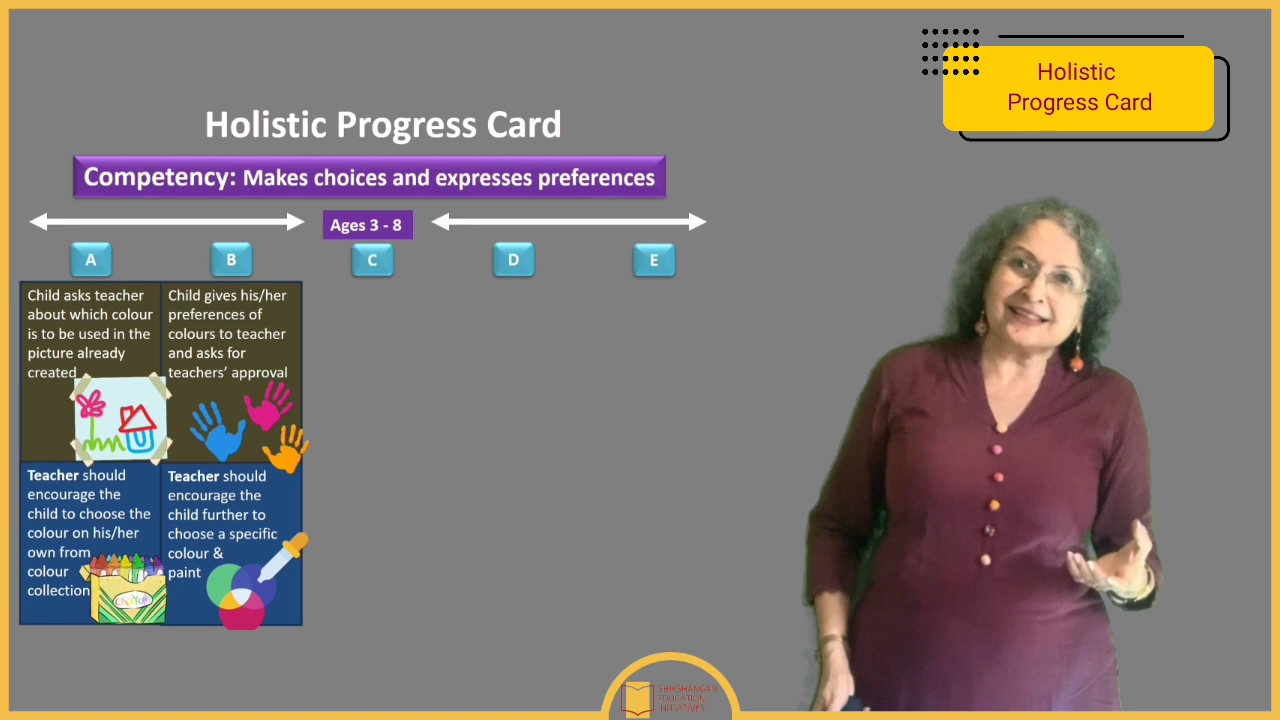 Holistic
Progress Card
Holistic Progress Card
Competency: Makes choices and expresses preferences
Ages 3 - 8
A
B
C
D
E
Child asks teacher
about which colour
is to be used in the
picture already
created
Child gives his/her
preferences of
colours to teacher
and asks for
teachers’ approval
Teacher should
encourage the
child to choose the
colour on his/her
own from
colour
collection
Teacher should
encourage the
child further to
choose a specific
colour &
paint
SHIKSHANGAN
EDUCATION
INITIATIVES